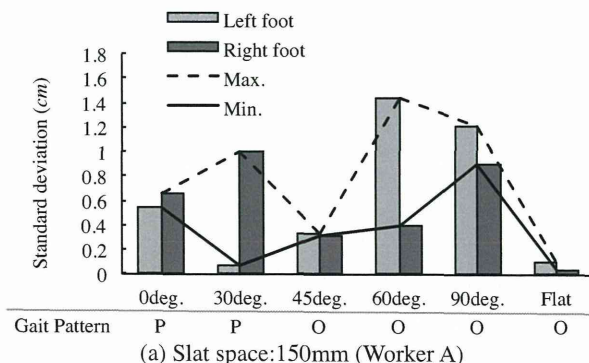 Left foot
Right foot
Max.
Min.
Standard deviation (cm)
1.8
1.6
1.4
1.2
1
0.8
0.6
0.4
0.2
0
0deg. 30deg. 45deg. 60deg. 90deg. Flat
Gait Pattern P P O O O O
(a) Slat space:150mm (Worker A)